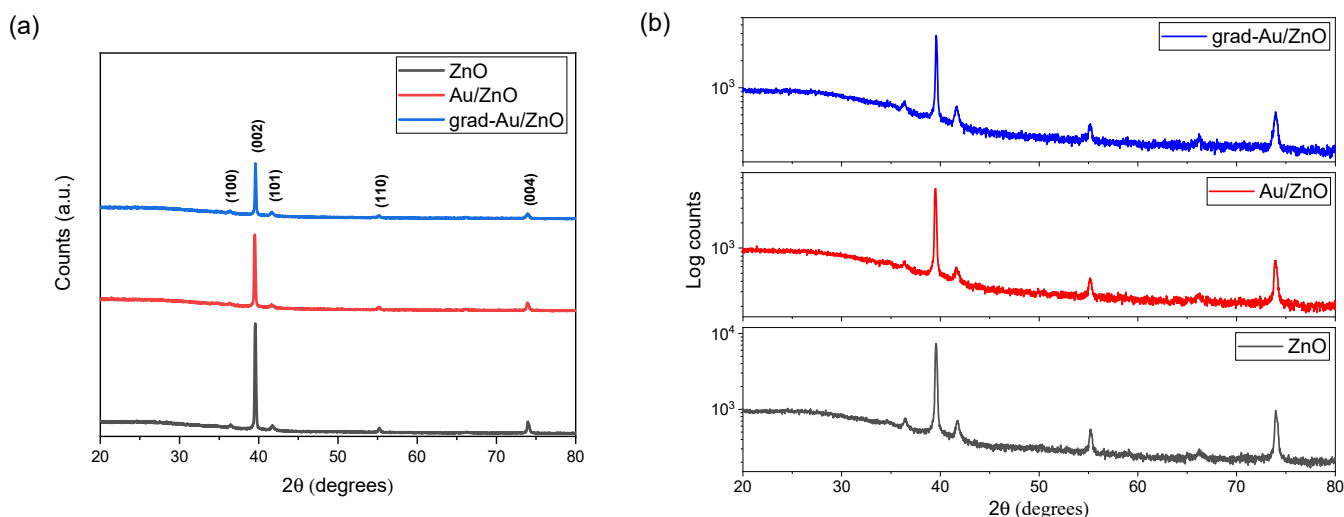 (a)
ZnO
Au/ZnO
grad-Au/ZnO
(100)
(002)
(101)
(110)
(004)
Counts (a.u.)
20 30 40 50 60 70 80
2θ (degrees)
(b)
grad-Au/ZnO
10³
Au/ZnO
10³
Log counts
ZnO
10⁴
10³
20 30 40 50 60 70 80
2θ (degrees)